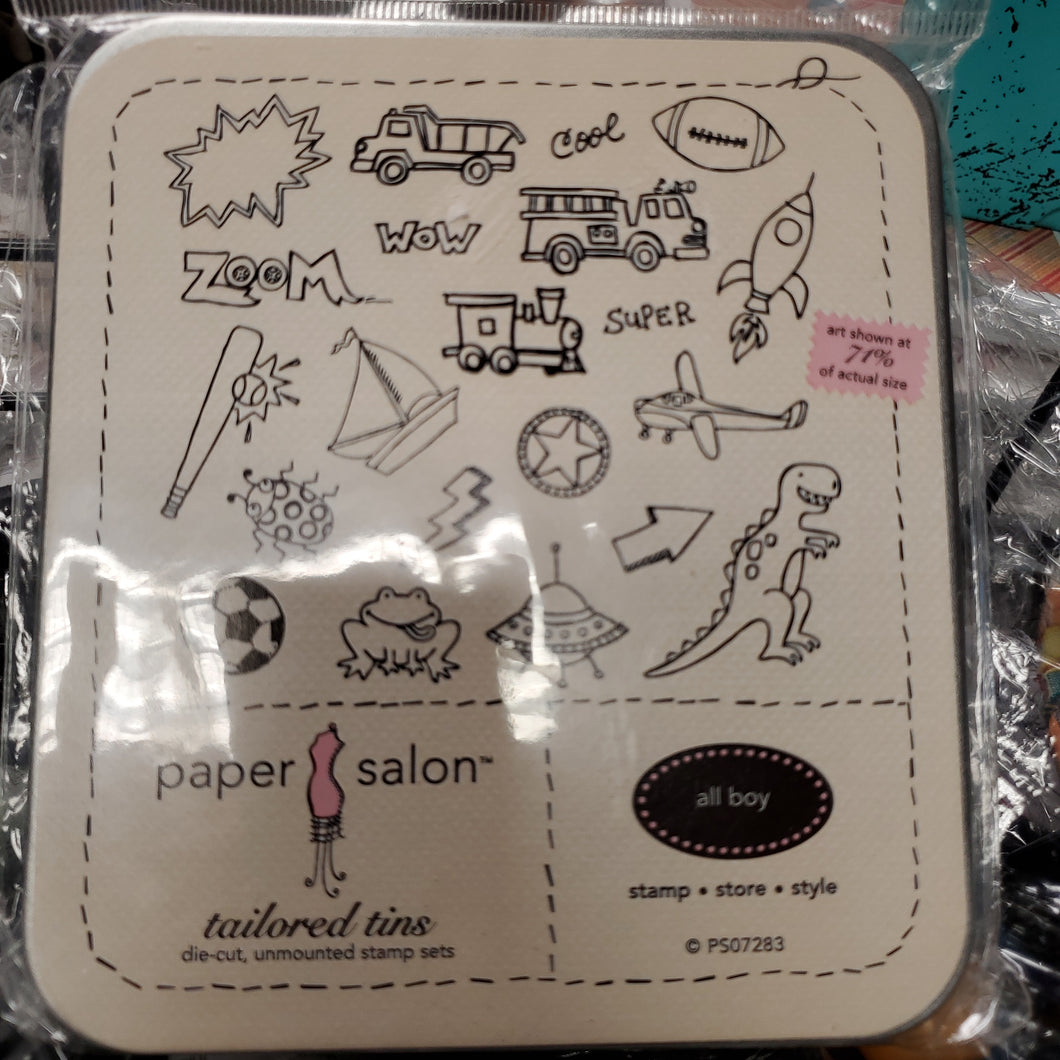 cool
WOW
ZOOM
SUPER
art shown at
71%
of actual size
paper salon™
tailored tins
die-cut, unmounted stamp sets
all boy
stamp • store • style
© PS07283